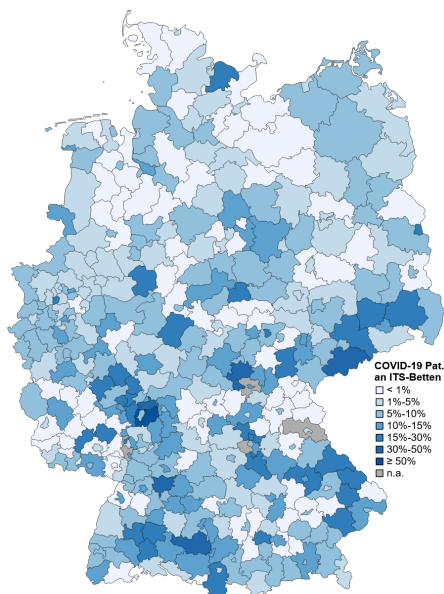 COVID-19 Pat.
an ITS-Betten
< 1%
1%-5%
5%-10%
10%-15%
15%-30%
30%-50%
≥ 50%
n.a.